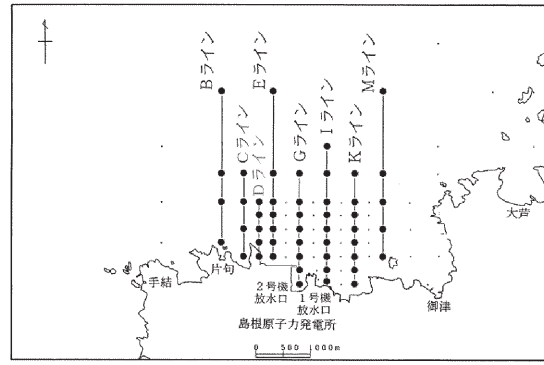 Bライン
Cライン
Dライン
Eライン
Gライン
Iライン
Kライン
Mライン
大芦
片句
手結
御津
2号機
放水口
1号機
放水口
島根原子力発電所
0 500 1000m